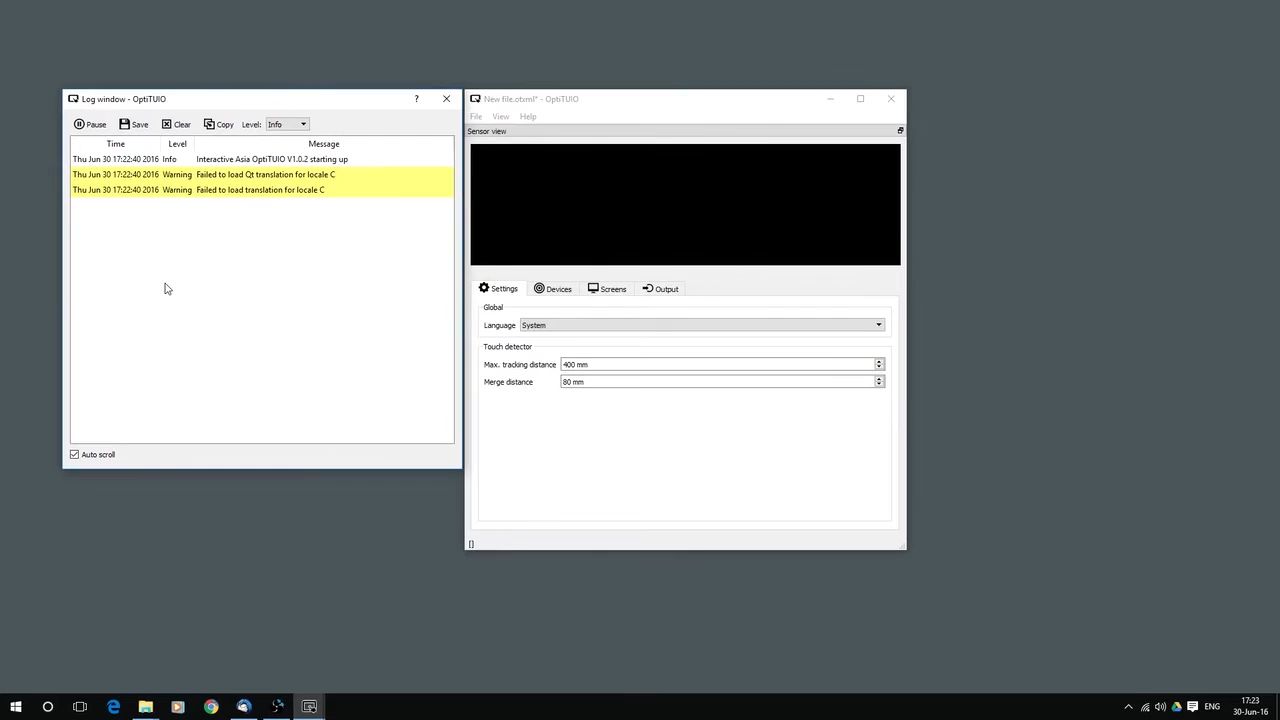 Log window - OptiTUIO
?
Pause Save Clear Copy Level: Info
Time Level Message
Thu Jun 30 17:22:40 2016 Info Interactive Asia OptiTUIO V1.0.2 starting up
Thu Jun 30 17:22:40 2016 Warning Failed to load Qt translation for locale C
Thu Jun 30 17:22:40 2016 Warning Failed to load translation for locale C
Auto scroll
New file.otxml* - OptiTUIO
File View Help
Sensor view
Settings Devices Screens Output
Global
Language System
Touch detector
Max. tracking distance 400 mm
Merge distance 80 mm
[]
ENG
17:23
30-Jun-16